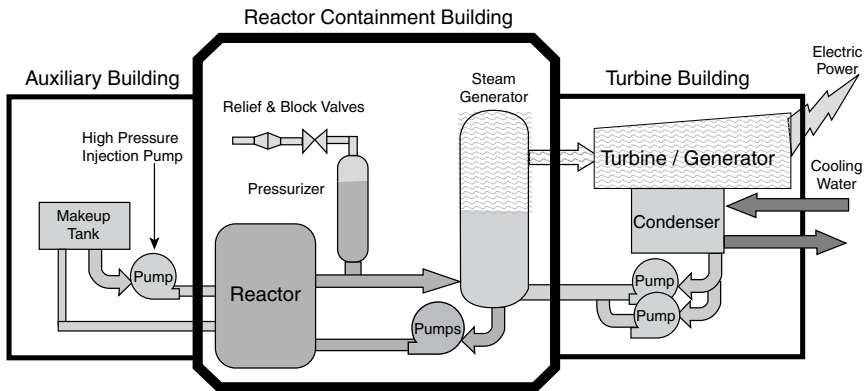 Reactor Containment Building
Auxiliary Building
Turbine Building
Electric
Power
Steam
Generator
Relief & Block Valves
High Pressure
Injection Pump
Turbine / Generator
Cooling
Water
Pressurizer
Makeup
Tank
Condenser
Pump
Reactor
Pump
Pump
Pumps